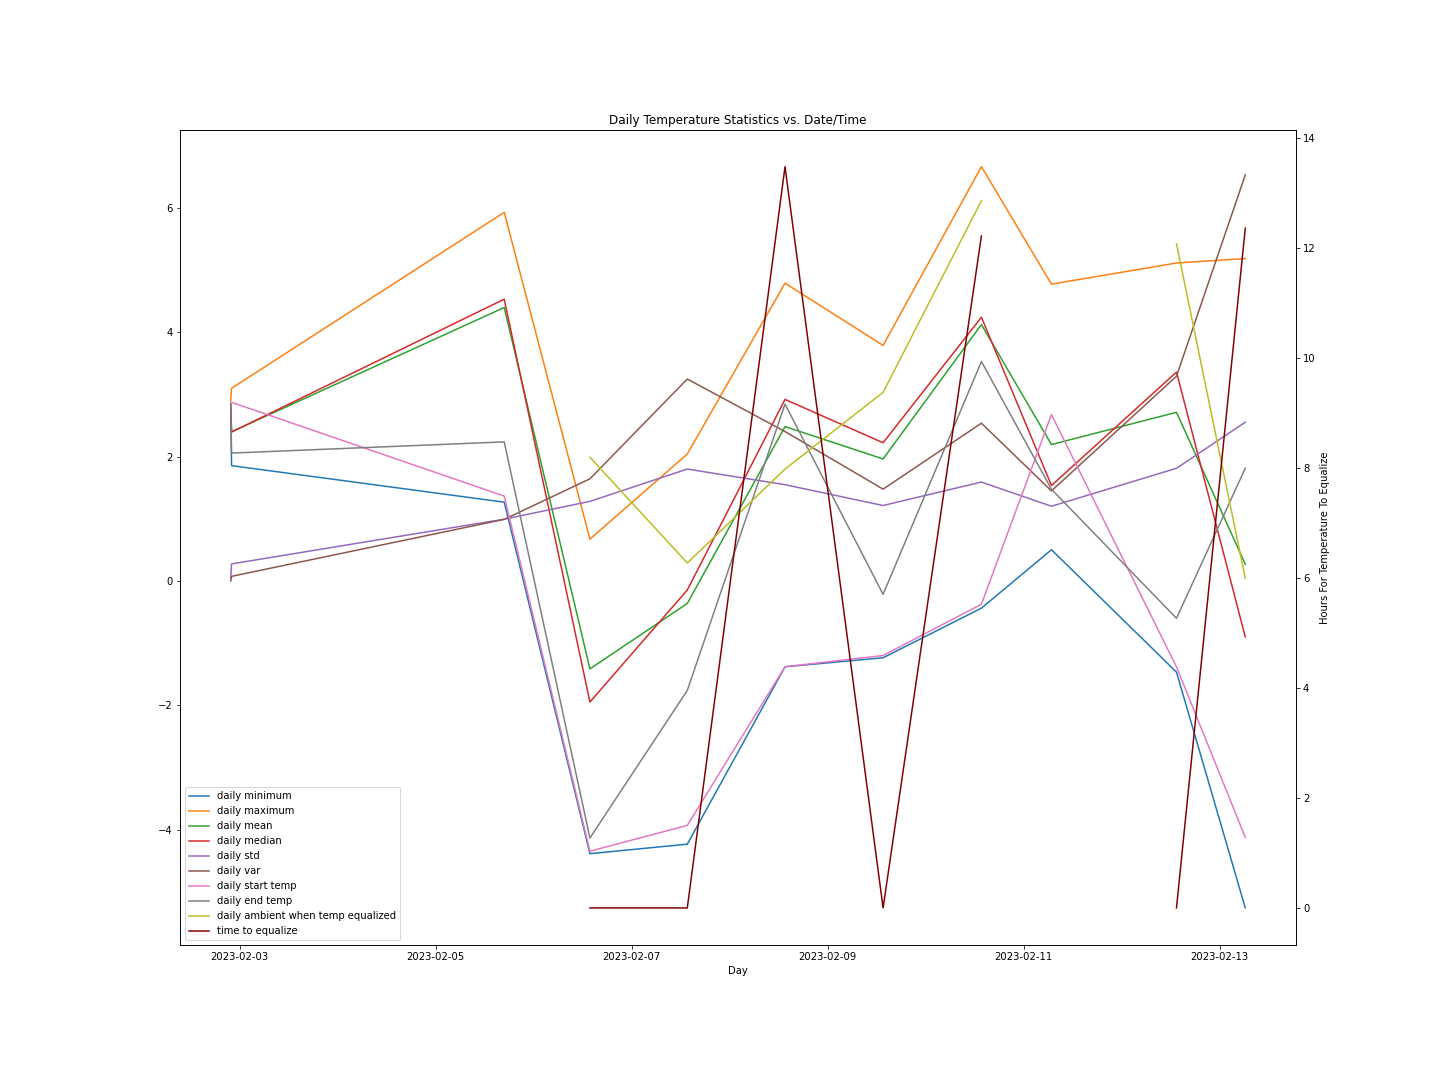 Daily Temperature Statistics vs. Date/Time
6
4
2
0
−2
−4
14
12
10
8
6
4
2
0
Hours For Temperature To Equalize
daily minimum
daily maximum
daily mean
daily median
daily std
daily var
daily start temp
daily end temp
daily ambient when temp equalized
time to equalize
2023-02-03 2023-02-05 2023-02-07 2023-02-09 2023-02-11 2023-02-13
Day